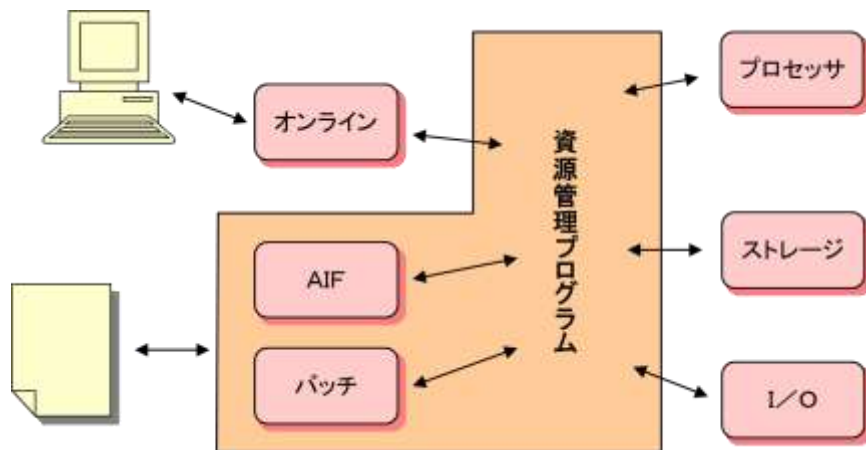 プロセッサ
オンライン
資源管理プログラム
ストレージ
AIF
バッチ
I/O